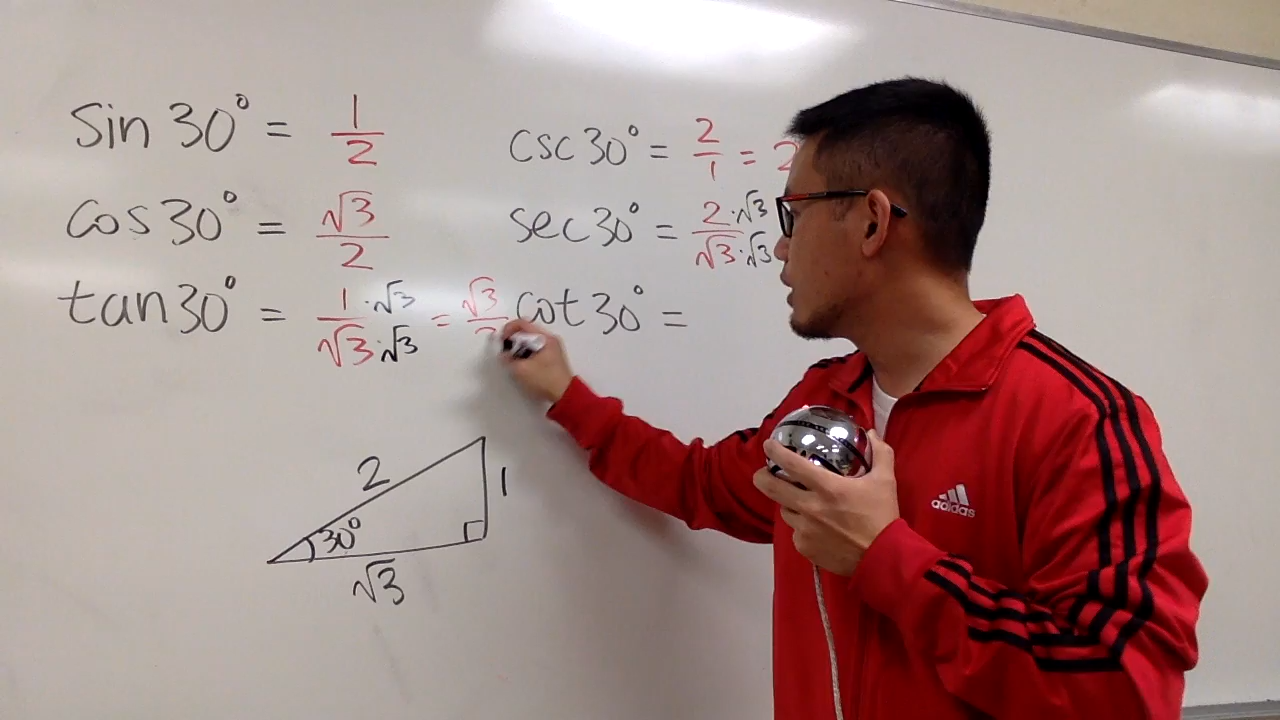 sin 30° = 1/2
csc 30° = 2/1 = 2
cos 30° = √3/2
sec 30° = 2·√3/√3·√3
tan 30° = 1·√3/√3·√3 = √3/
cot 30° =
2
1
30°
√3
adidas